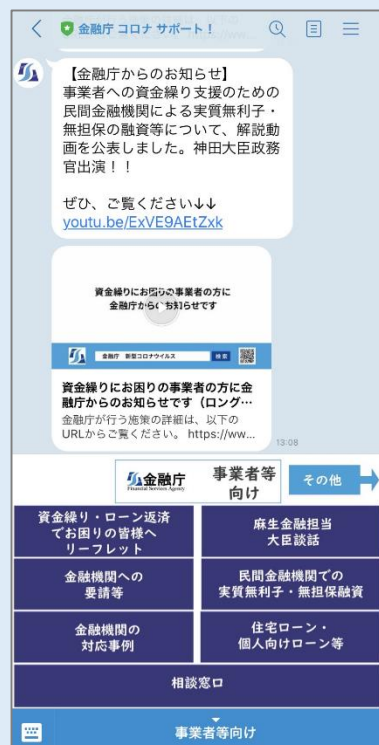 金融庁 コロナ サポート！
【金融庁からのお知らせ】
事業者への資金繰り支援のための
民間金融機関による実質無利子・
無担保の融資等について、解説動
画を公表しました。神田大臣政務
官出演！！
ぜひ、ご覧ください↓↓
youtu.be/ExVE9AEtZxk
資金繰りにお困りの事業者の方に
金融庁からお知らせです
金融庁 新型コロナウイルス 検索
資金繰りにお困りの事業者の方に金
融庁からのお知らせです（ロング…
金融庁が行う施策の詳細は、以下の
URLからご覧ください。 https://ww...
13:08
金融庁
Financial Services Agency
事業者等
向け
その他
資金繰り・ローン返済
でお困りの皆様へ
リーフレット
麻生金融担当
大臣談話
金融機関への
要請等
民間金融機関での
実質無利子・無担保融資
金融機関の
対応事例
住宅ローン・
個人向けローン等
相談窓口
事業者等向け